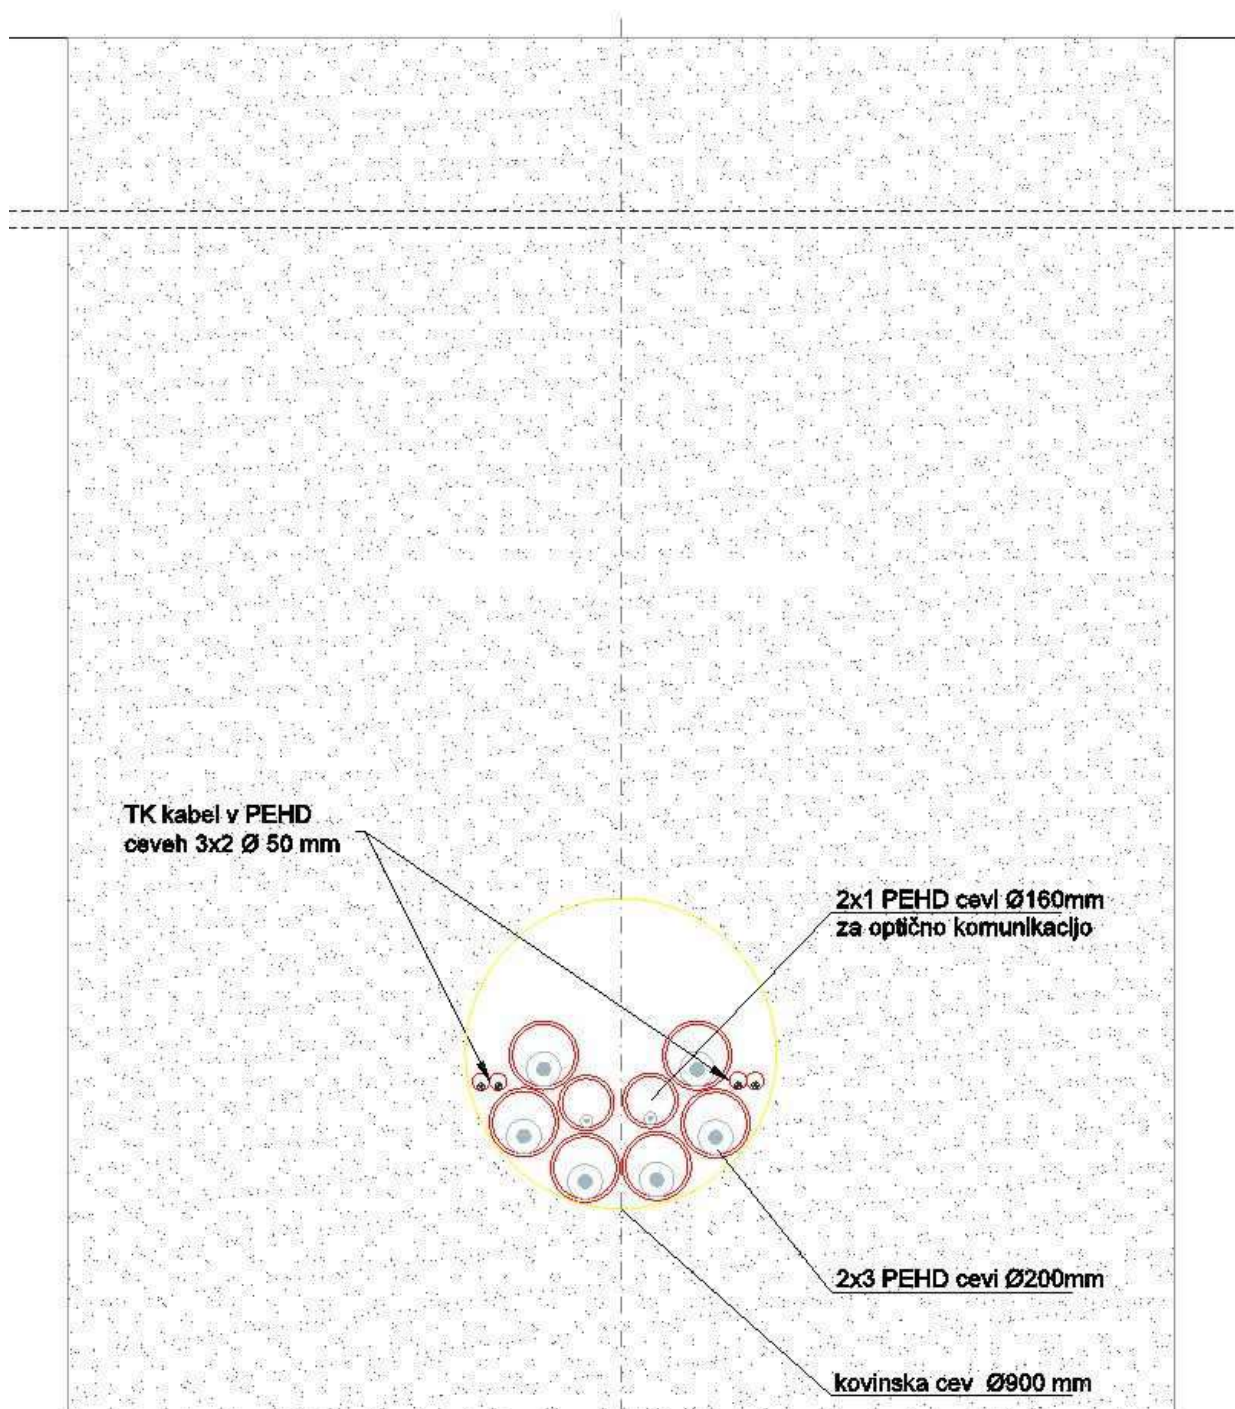 TK kabel v PEHD
ceveh 3x2 Ø 50 mm
2x1 PEHD cevi Ø160mm
za optično komunikacijo
2x3 PEHD cevi Ø200mm
kovinska cev Ø900 mm